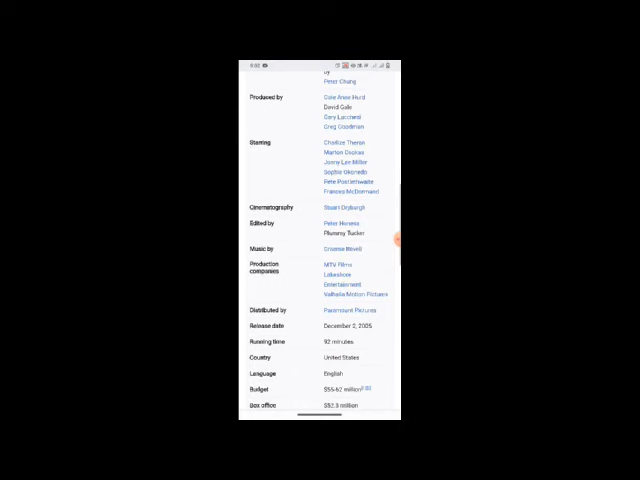 by
Peter Chung
Produced by
Gale Anne Hurd
David Gale
Gary Lucchesi
Greg Goodman
Starring
Charlize Theron
Marton Csokas
Jonny Lee Miller
Sophie Okonedo
Pete Postlethwaite
Frances McDormand
Cinematography
Stuart Dryburgh
Edited by
Peter Honess
Plummy Tucker
Music by
Graeme Revell
Production
companies
MTV Films
Lakeshore
Entertainment
Valhalla Motion Pictures
Distributed by
Paramount Pictures
Release date
December 2, 2005
Running time
92 minutes
Country
United States
Language
English
Budget
$55-62 million
Box office
million